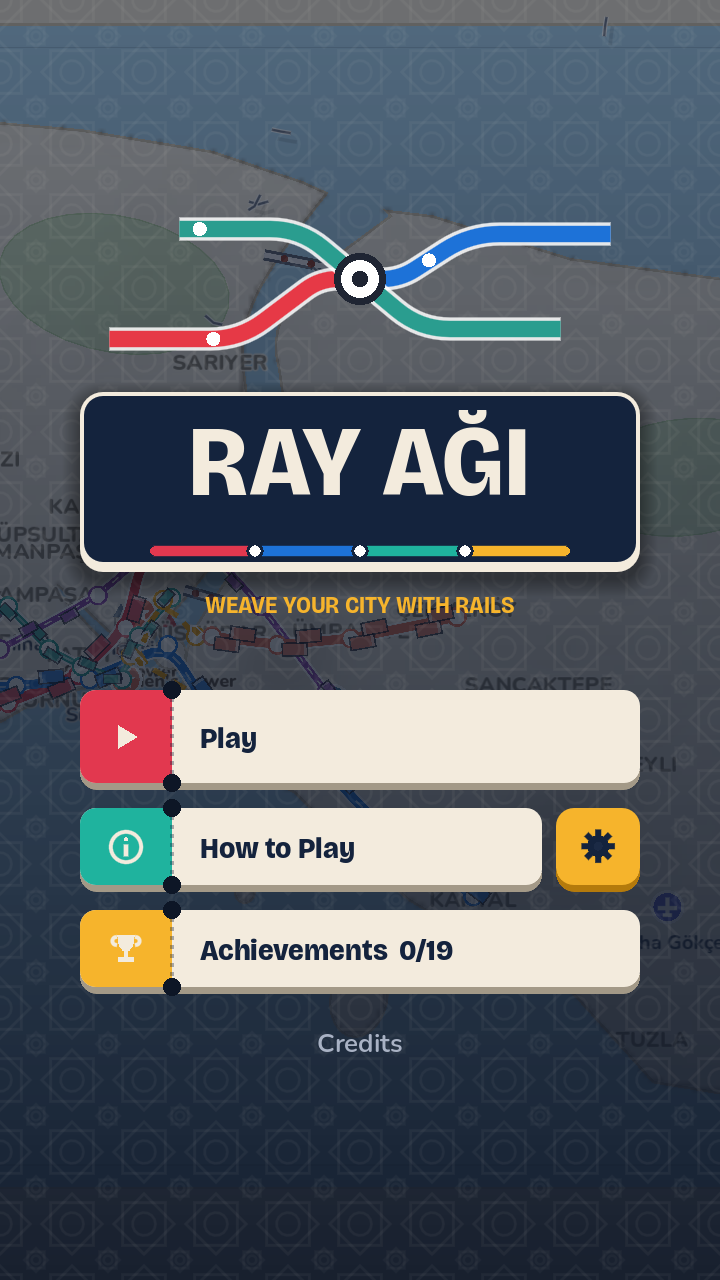 SARIYER
RAY AĞI
WEAVE YOUR CITY WITH RAILS
SANCAKTEPE
Play
How to Play
Achievements 0/19
TUZLA
Credits